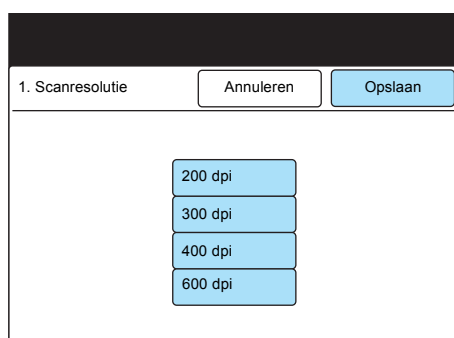 1. Scanresolutie Annuleren Opslaan
200 dpi
300 dpi
400 dpi
600 dpi